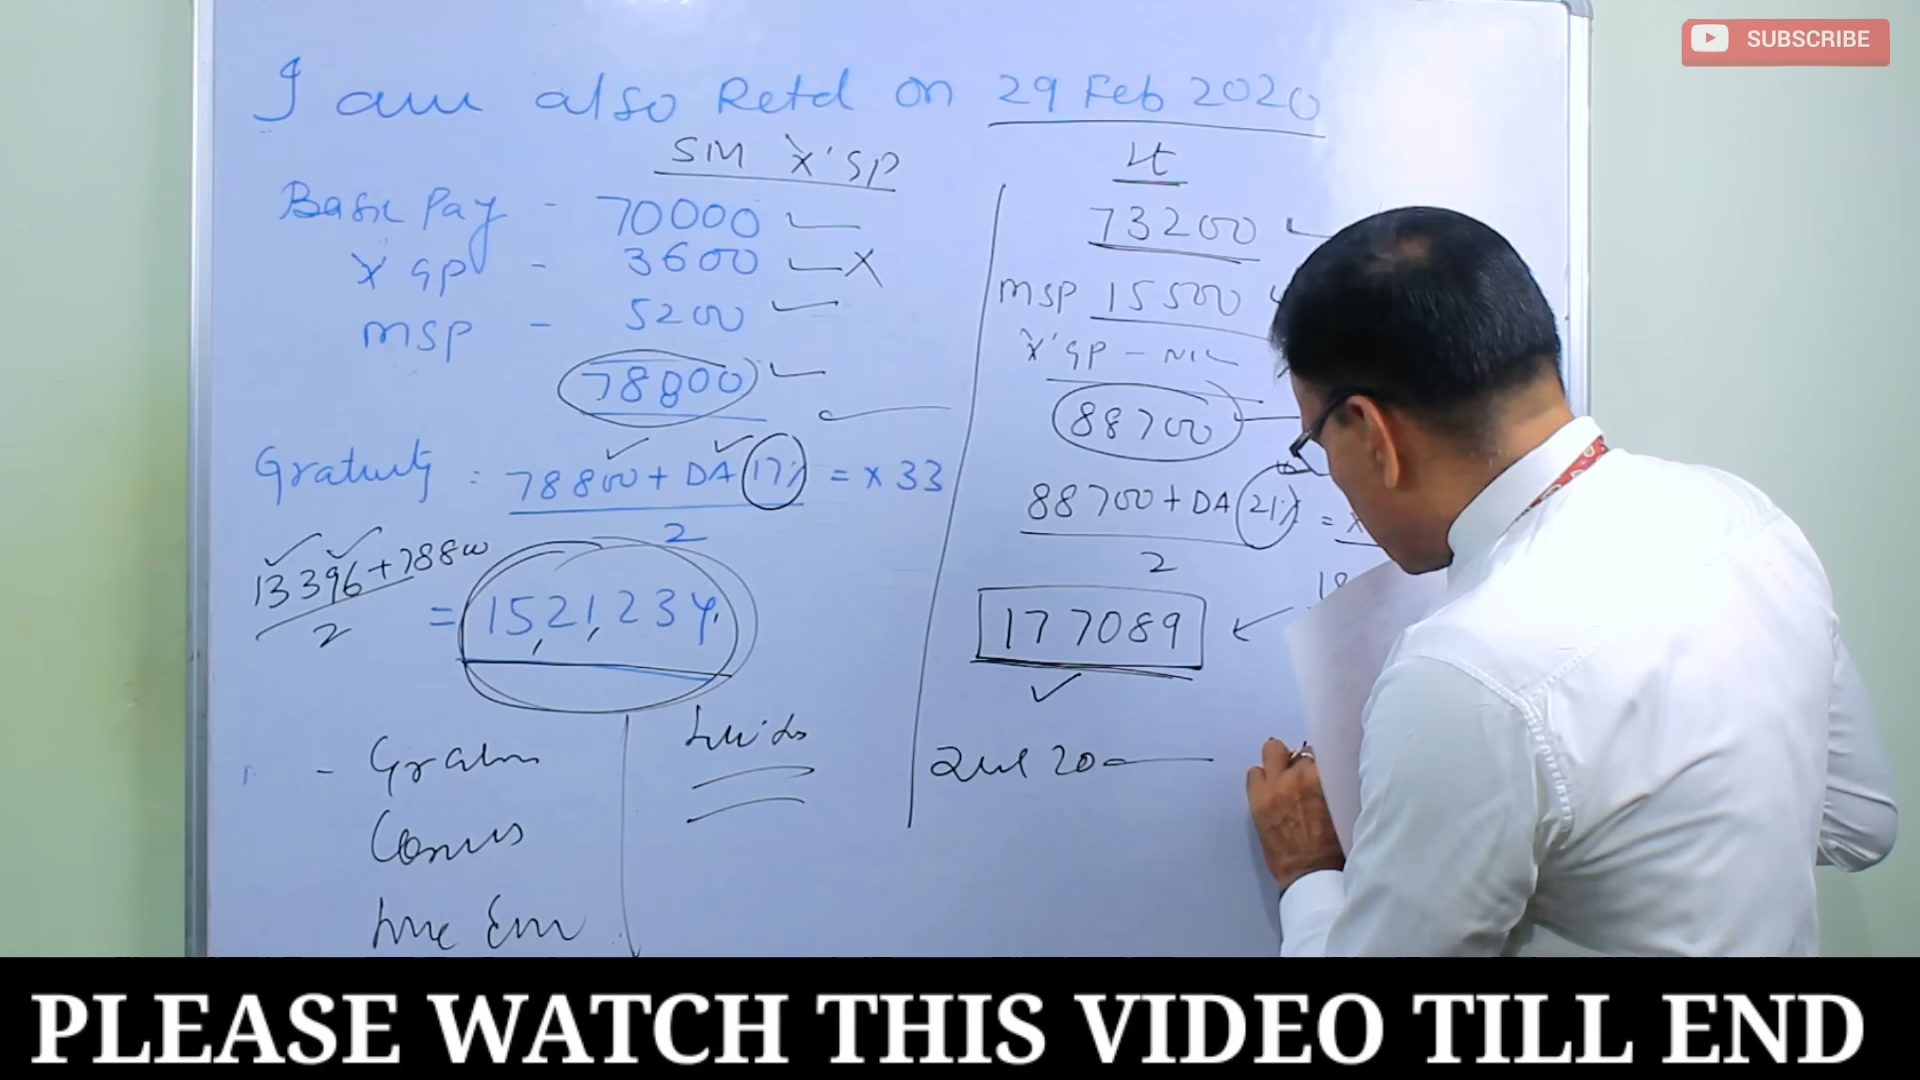 SUBSCRIBE
I am also Retd on 29 Feb 2020
SM 'X' GP
Basic Pay - 70000
X GP - 3600 X
MSP - 5200
78800
Gratuity : 78800 + DA 17% = x 33
2
13396 + 78800
2
= 15,21,234
Lt
73200
MSP 15500
'X' GP - NIL
88700
88700 + DA 21% = x
2
177089
20
PLEASE WATCH THIS VIDEO TILL END